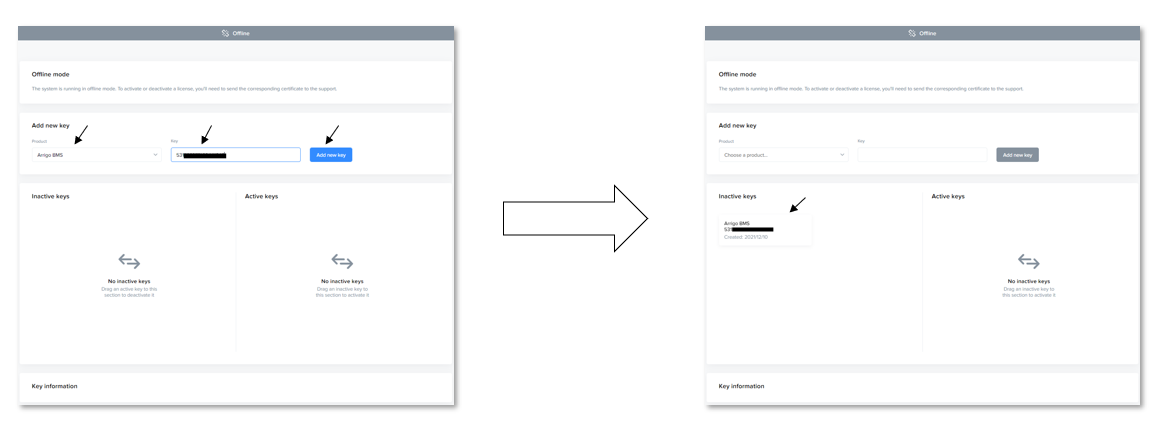 Offline
Offline mode
The system is running in offline mode. To activate or deactivate a license, you'll need to send the corresponding certificate to the support.
Add new key
Product
Key
Arrigo BMS
531
Add new key
Inactive keys
Active keys
No inactive keys
Drag an active key to this
section to deactivate it
No inactive keys
Drag an inactive key to
this section to activate it
Key information
Offline
Offline mode
The system is running in offline mode. To activate or deactivate a license, you'll need to send the corresponding certificate to the support.
Add new key
Product
Key
Choose a product...
Add new key
Inactive keys
Active keys
Arrigo BMS
531
Created: 2021/12/10
No inactive keys
Drag an inactive key to
this section to activate it
Key information